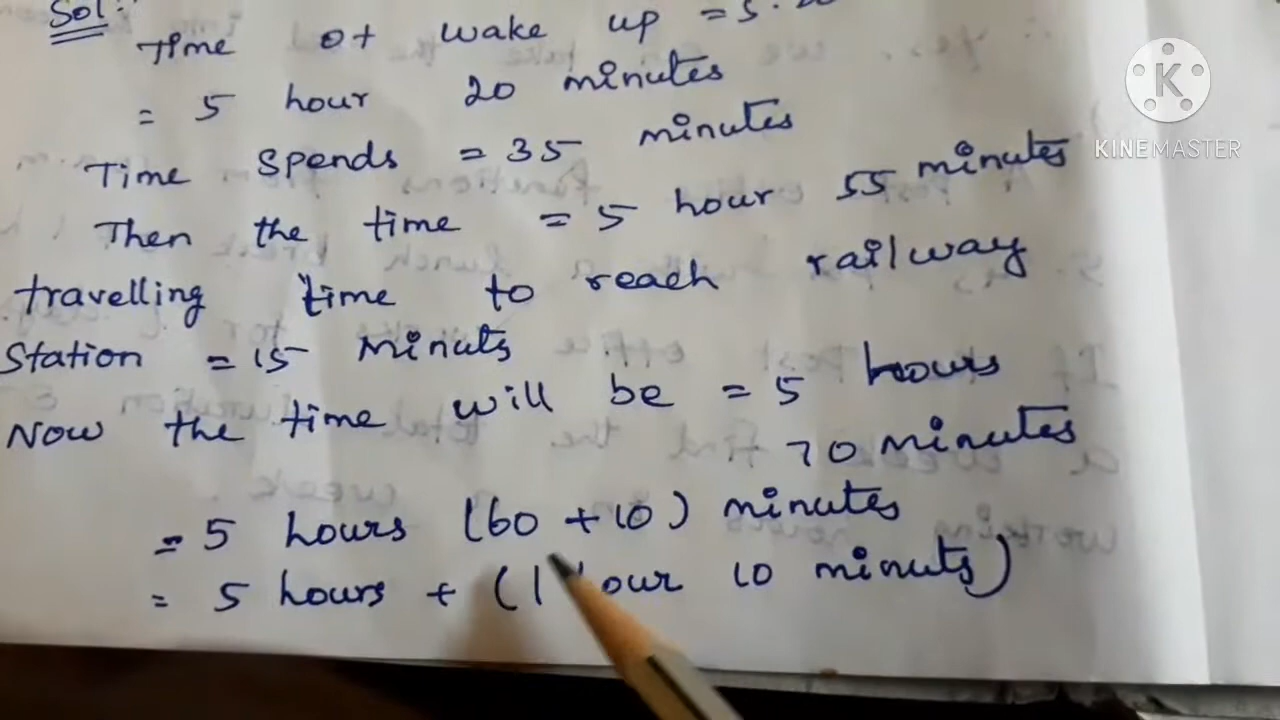 Sol:
Time of wake up = 5.20
= 5 hour 20 minutes
Time Spends = 35 minutes
Then the time = 5 hour 55 minutes
travelling time to reach railway
Station = 15 minuts
Now the time will be = 5 hours
70 minutes
= 5 hours (60 + 10) minutes
= 5 hours + (1 hour 10 minuts)
K
KINEMASTER